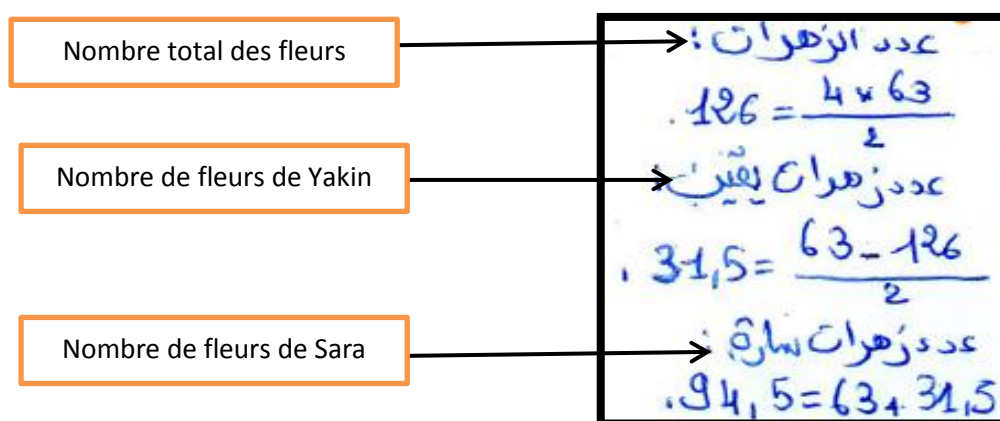 Nombre total des fleurs
عدد الزهرات :
. 126 = 4 × 63 / 2
Nombre de fleurs de Yakin
عدد زهرات يقين:
. 31,5 = 63 - 126 / 2
Nombre de fleurs de Sara
عدد زهرات سارة :
. 94,5 = 63 + 31,5